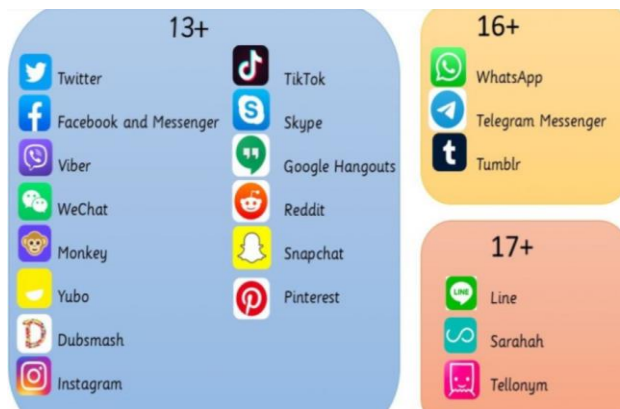 13+
Twitter
Facebook and Messenger
Viber
WeChat
Monkey
Yubo
Dubsmash
Instagram
TikTok
Skype
Google Hangouts
Reddit
Snapchat
Pinterest
16+
WhatsApp
Telegram Messenger
Tumblr
17+
LINE
Line
Sarahah
Tellonym